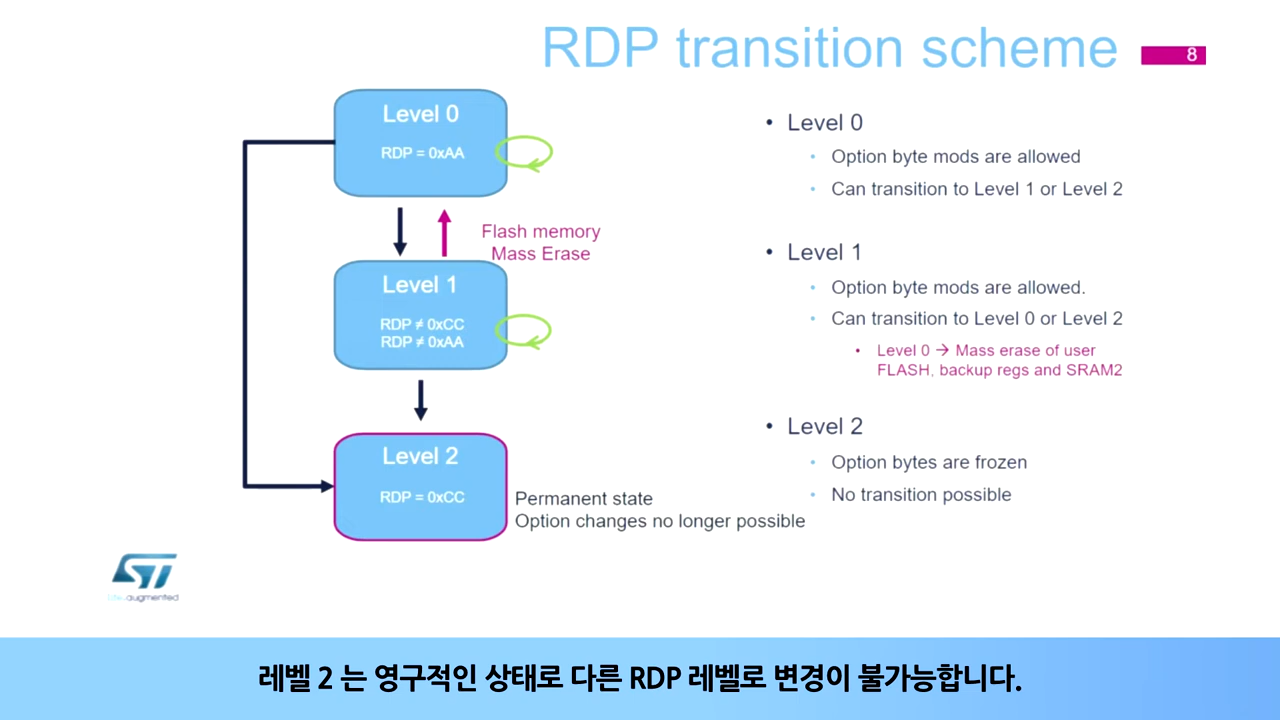 RDP transition scheme
8
Level 0
RDP = 0xAA
Flash memory
Mass Erase
Level 1
RDP ≠ 0xCC
RDP ≠ 0xAA
Level 2
RDP = 0xCC
Permanent state
Option changes no longer possible
• Level 0
• Option byte mods are allowed
• Can transition to Level 1 or Level 2
• Level 1
• Option byte mods are allowed.
• Can transition to Level 0 or Level 2
• Level 0 → Mass erase of user
FLASH, backup regs and SRAM2
• Level 2
• Option bytes are frozen
• No transition possible
ST
life.augmented
레벨 2 는 영구적인 상태로 다른 RDP 레벨로 변경이 불가능합니다.